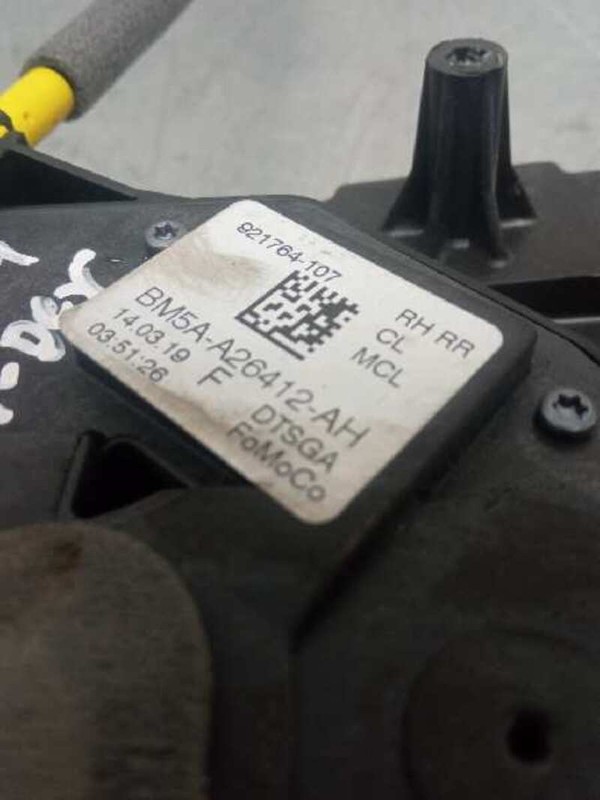 921764-107
RH RR
CL
MCL
BM5A-A26412-AH
14.03.19 F DTSGA
03.51.26 FoMoCo